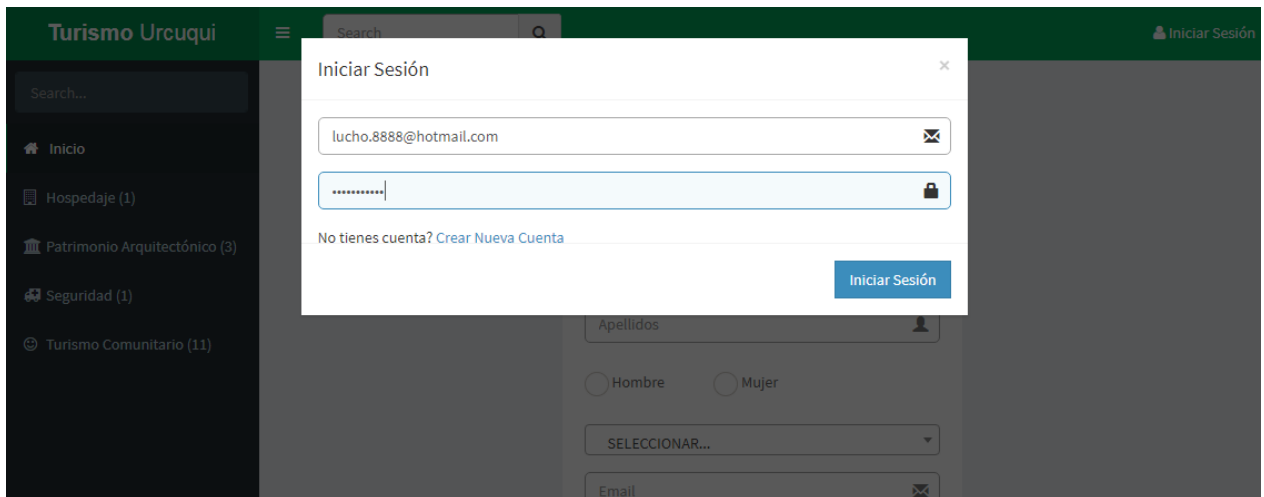 Turismo Urcuqui
Search
Iniciar Sesión
Search...
Inicio
Hospedaje (1)
Patrimonio Arquitectónico (3)
Seguridad (1)
Turismo Comunitario (11)
Iniciar Sesión ×
lucho.8888@hotmail.com
•••••••••••
No tienes cuenta? Crear Nueva Cuenta
Iniciar Sesión
Apellidos
Hombre Mujer
SELECCIONAR...
Email